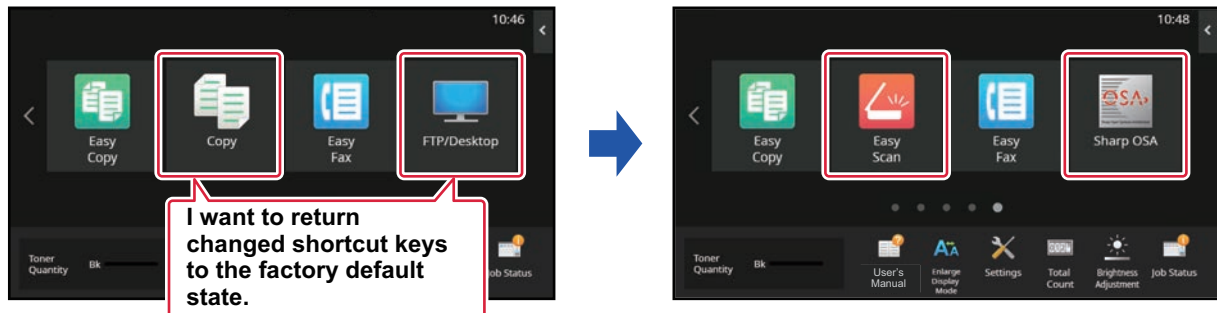 10:46
Easy
Copy
Copy
Easy
Fax
FTP/Desktop
I want to return
changed shortcut keys
to the factory default
state.
Toner
Quantity
Bk
Job Status
10:48
Easy
Copy
Easy
Scan
Easy
Fax
OSA
Sharp OSA
Toner
Quantity
Bk
User's
Manual
Enlarge
Display
Mode
Settings
Total
Count
Brightness
Adjustment
Job Status